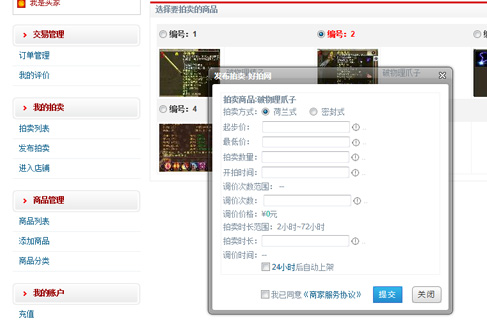 我是买家
交易管理
订单管理
我的评价
我的拍卖
拍卖列表
发布拍卖
进入店铺
商品管理
商品列表
添加商品
商品分类
我的账户
充值
选择要拍卖的商品
编号: 1
编号: 2
编
编号: 4
发布拍卖-好拍网
拍卖商品:破物理爪子
拍卖方式: 荷兰式 密封式
起步价:
最低价:
拍卖数量:
开拍时间:
调价次数范围: --
调价次数:
调价价格: ¥0元
拍卖时长范围: 2小时~72小时
拍卖时长:
调价时间: --
24小时后自动上架
我已同意《商家服务协议》 提交 关闭